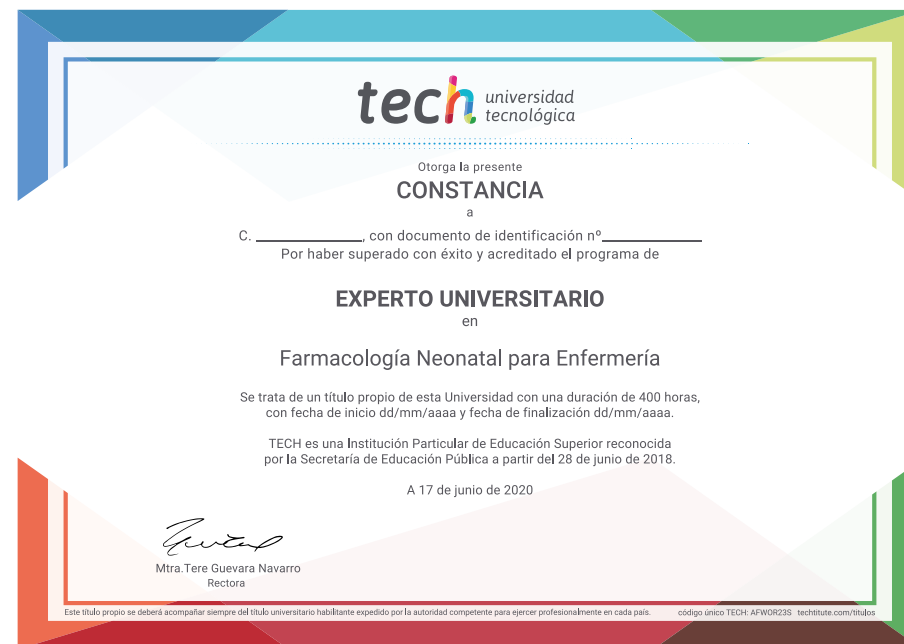 tech universidad
tecnológica
Otorga la presente
CONSTANCIA
a
C. ____________, con documento de identificación nº____________
Por haber superado con éxito y acreditado el programa de
EXPERTO UNIVERSITARIO
en
Farmacología Neonatal para Enfermería
Se trata de un título propio de esta Universidad con una duración de 400 horas,
con fecha de inicio dd/mm/aaaa y fecha de finalización dd/mm/aaaa.
TECH es una Institución Particular de Educación Superior reconocida
por la Secretaría de Educación Pública a partir del 28 de junio de 2018.
A 17 de junio de 2020
Mtra.Tere Guevara Navarro
Rectora
Este título propio se deberá acompañar siempre del título universitario habilitante expedido por la autoridad competente para ejercer profesionalmente en cada país. código único TECH: AFWOR23S techtitute.com/titulos